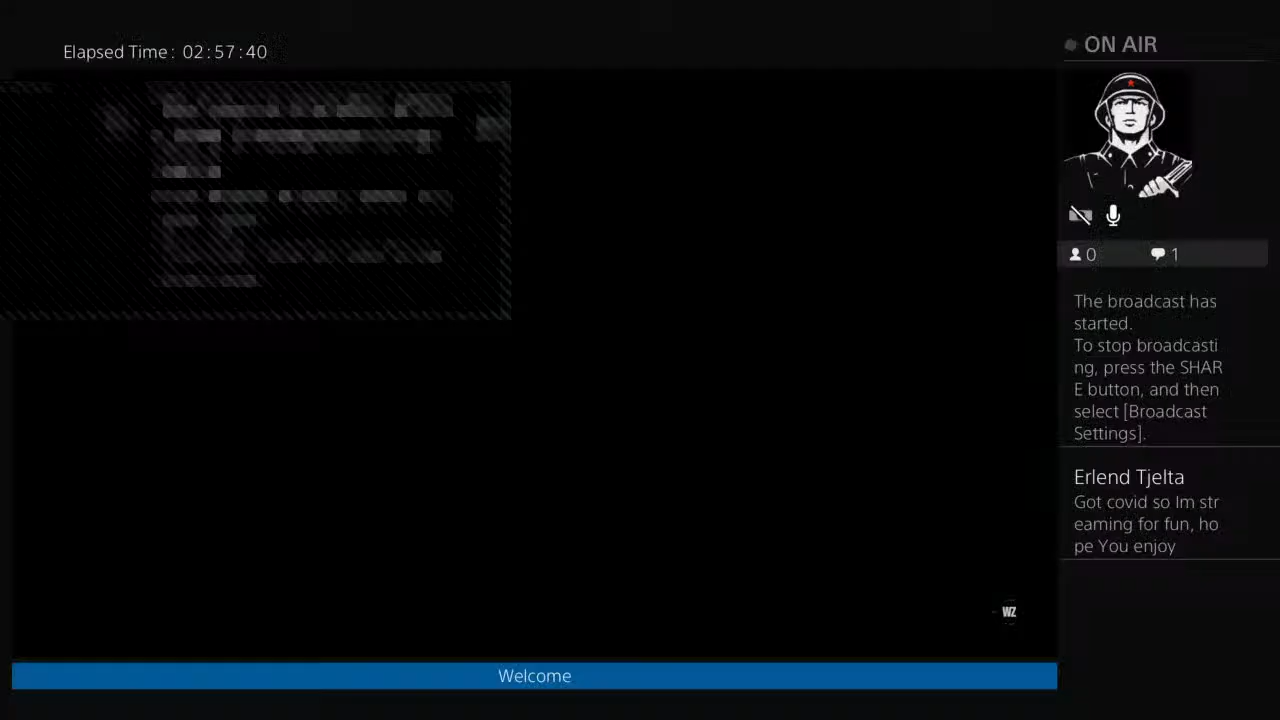 Elapsed Time: 02:57:40
ON AIR
0 1
The broadcast has
started.
To stop broadcasti
ng, press the SHAR
E button, and then
select [Broadcast
Settings].
Erlend Tjelta
Got covid so Im str
eaming for fun, ho
pe You enjoy
WZ
Welcome